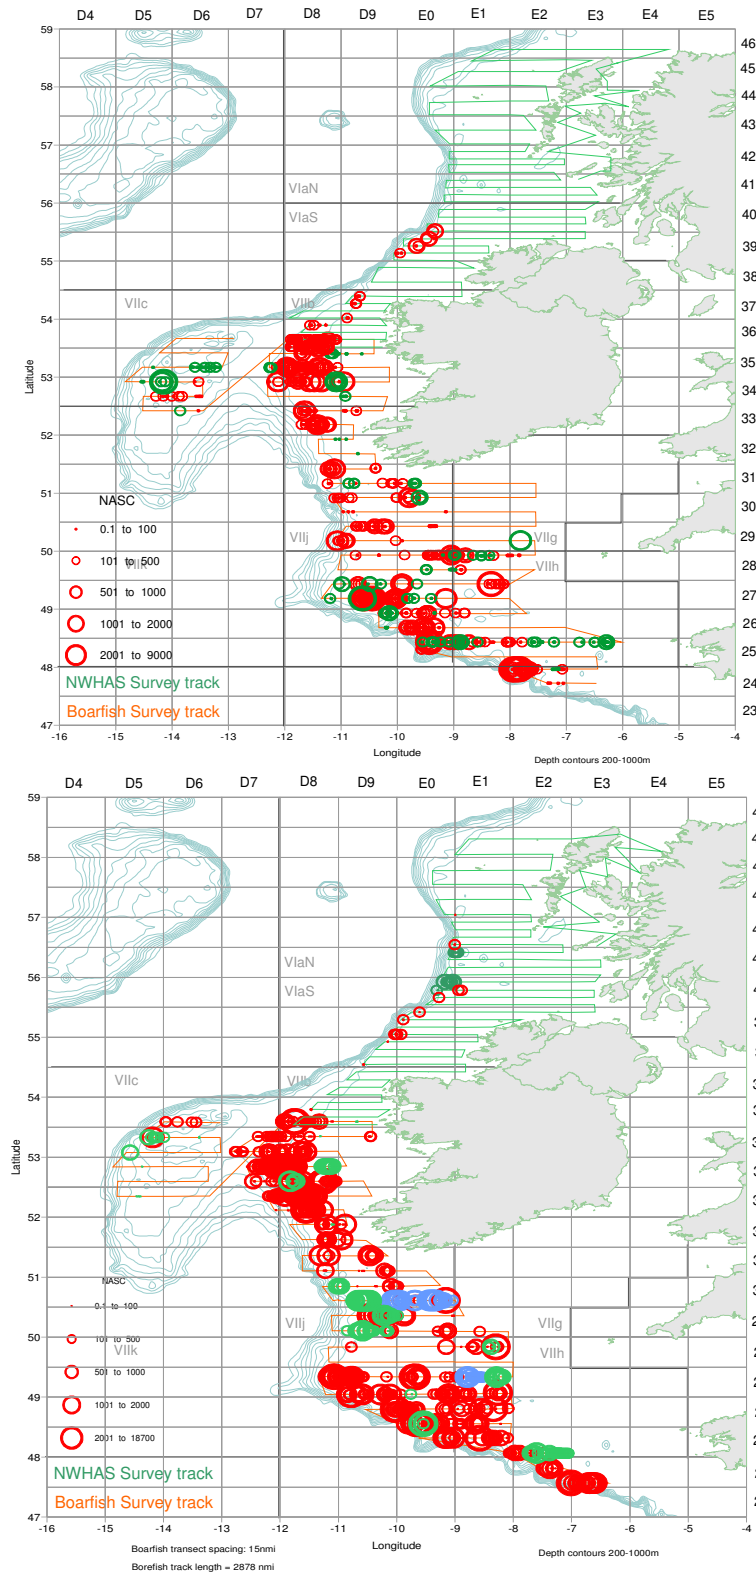 D4 D5 D6 D7 D8 D9 E0 E1 E2 E3 E4 E5
59 46
45
58 44
43
57 42
VIaN 41
56
VIaS 40
39
55
38
VIIc VIIb 37
54
36
35
53
34
33
52
32
31
51
NASC
30
0.1 to 100
VIIj VIIg 29
50
101 to 500
VIIk
VIIh 28
501 to 1000 27
49
1001 to 2000 26
2001 to 9000 25
48
NWHAS Survey track 24
Boarfish Survey track 23
47
-16 -15 -14 -13 -12 -11 -10 -9 -8 -7 -6 -5 -4
Latitude
Longitude
Depth contours 200-1000m
D4 D5 D6 D7 D8 D9 E0 E1 E2 E3 E4 E5
59
58
57
VIaN
56
VIaS
55
VIIc VIIb
54
53
52
51
NASC
0.1 to 100
VIIj VIIg
50
101 to 500
VIIk
VIIh
501 to 1000
49
1001 to 2000
2001 to 18700
48
NWHAS Survey track
Boarfish Survey track
47
-16 -15 -14 -13 -12 -11 -10 -9 -8 -7 -6 -5 -4
Latitude
Longitude
Boarfish transect spacing: 15nmi
Depth contours 200-1000m
Borefish track length = 2878 nmi